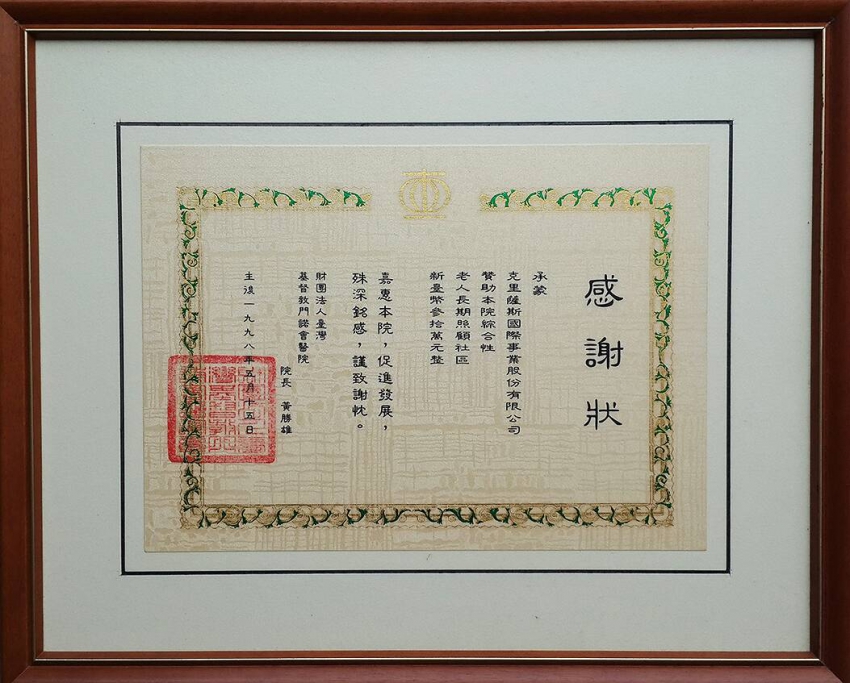 感謝狀
承蒙
克里薩斯國際事業股份有限公司
贊助本院綜合性
老人長期照顧社區
新臺幣參拾萬元整
嘉惠本院，促進發展，
殊深銘感，謹致謝忱。
財團法人臺灣
基督教門諾會醫院
院長 黃勝雄
主後一九九八年五月十五日